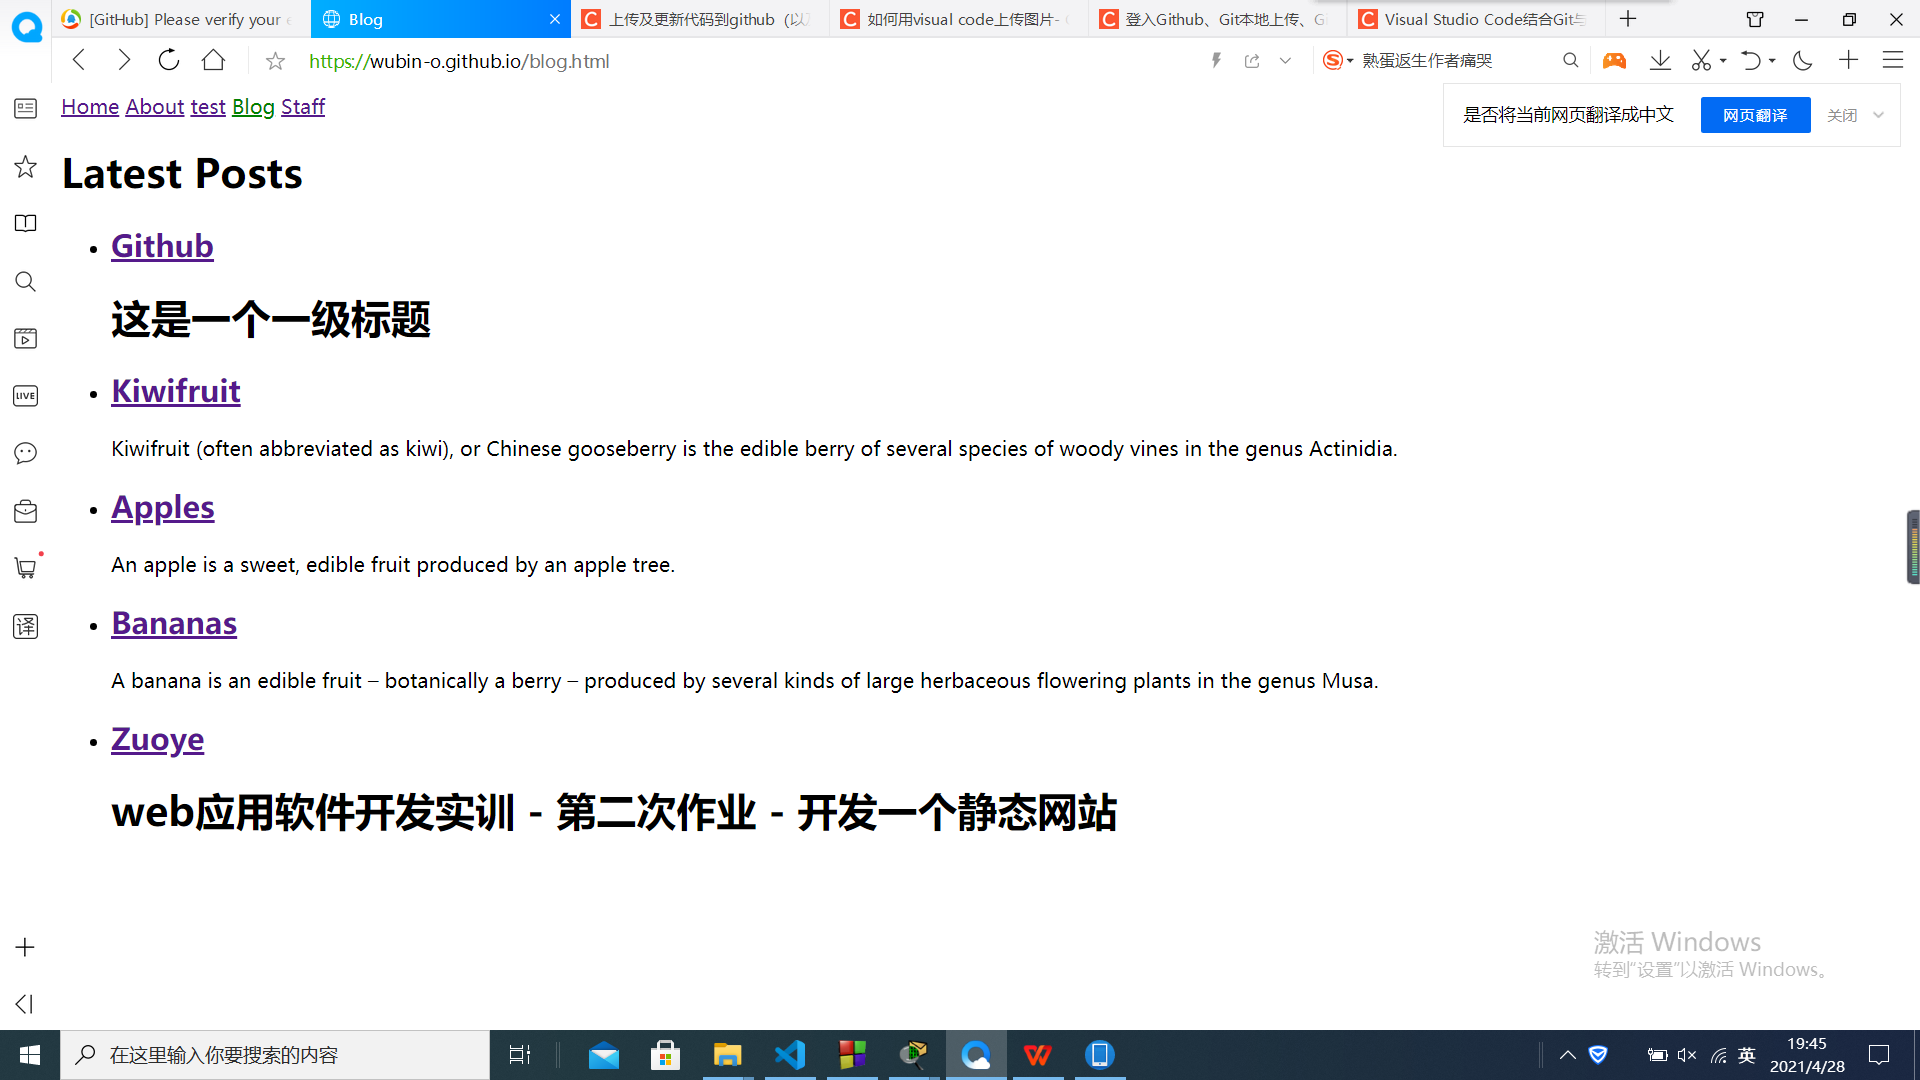 [GitHub] Please verify your
Blog
上传及更新代码到github（以及
如何用visual code上传图片-
登入Github、Git本地上传、Gi
Visual Studio Code结合Git与
https://wubin-o.github.io/blog.html
熟蛋返生作者痛哭
Home About test Blog Staff
是否将当前网页翻译成中文
网页翻译
关闭
Latest Posts
Github
这是一个一级标题
Kiwifruit
Kiwifruit (often abbreviated as kiwi), or Chinese gooseberry is the edible berry of several species of woody vines in the genus Actinidia.
Apples
An apple is a sweet, edible fruit produced by an apple tree.
Bananas
A banana is an edible fruit – botanically a berry – produced by several kinds of large herbaceous flowering plants in the genus Musa.
Zuoye
web应用软件开发实训 - 第二次作业 - 开发一个静态网站
LIVE
译
激活 Windows
转到“设置”以激活 Windows。
在这里输入你要搜索的内容
英
19:45
2021/4/28